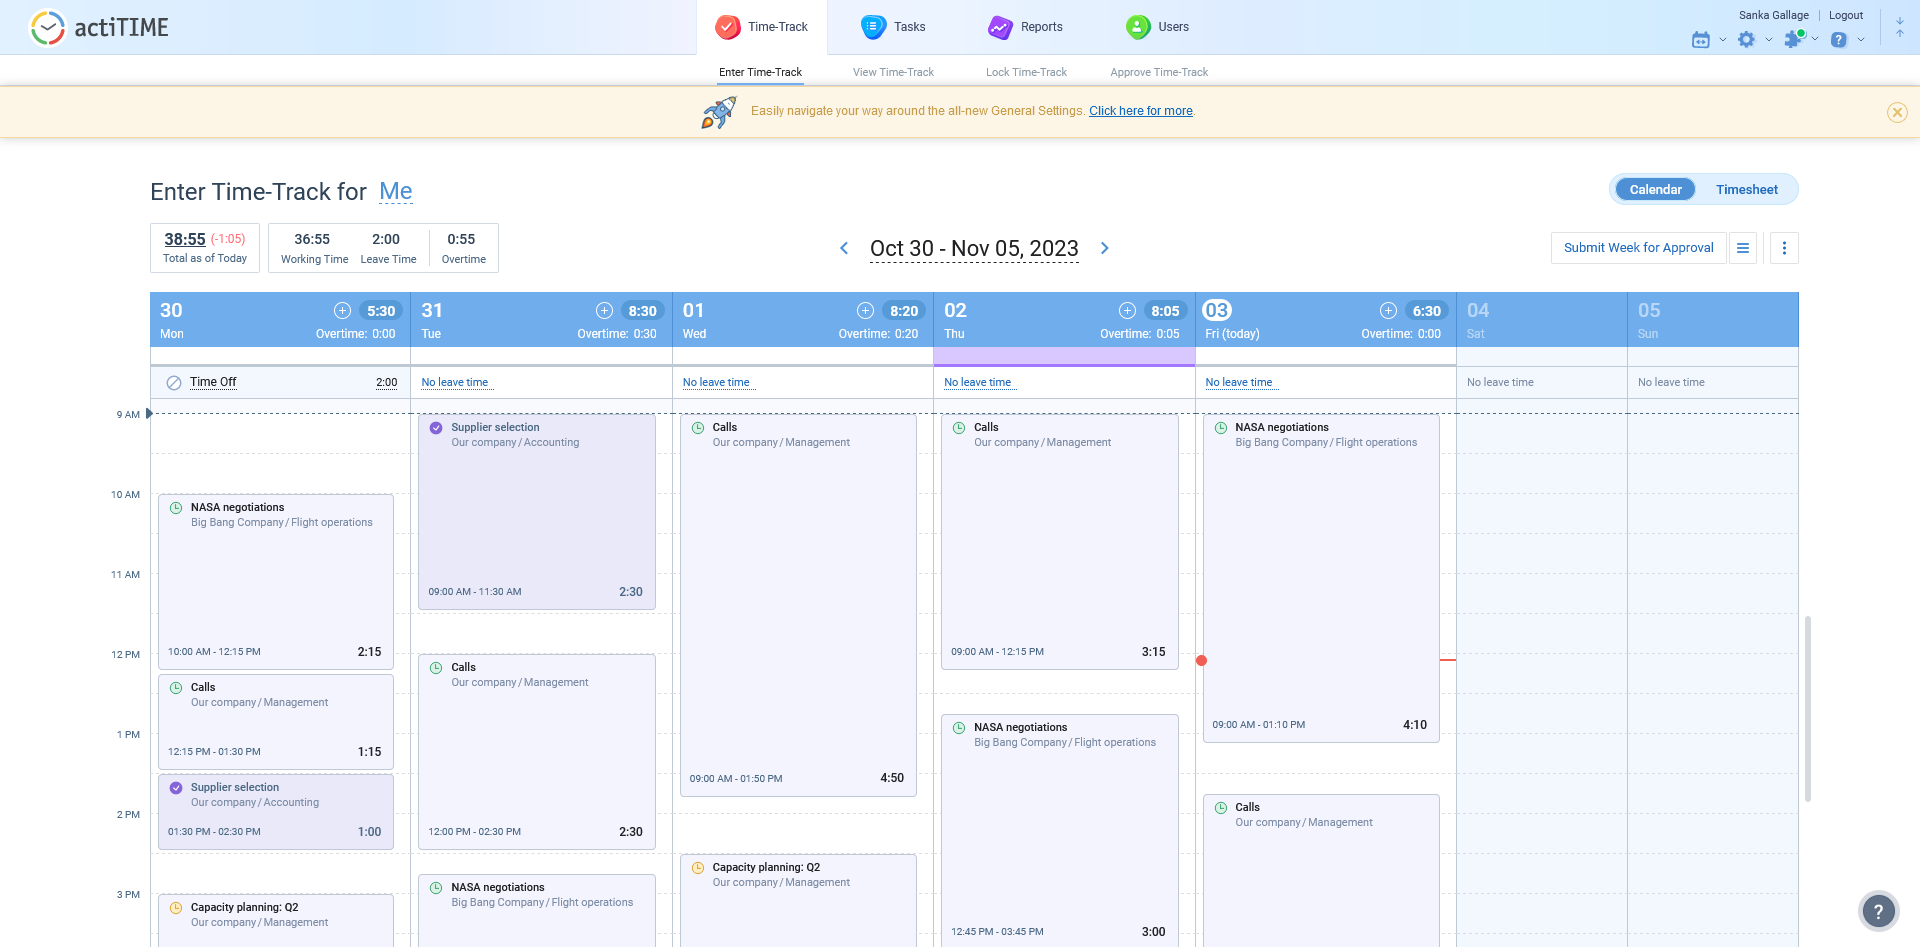 actiTIME
Time-Track
Tasks
Reports
Users
Sanka Gallage
Logout
Enter Time-Track
View Time-Track
Lock Time-Track
Approve Time-Track
Easily navigate your way around the all-new General Settings. Click here for more.
Enter Time-Track for Me
Calendar
Timesheet
38:55 (-1:05)
Total as of Today
36:55
Working Time
2:00
Leave Time
0:55
Overtime
Oct 30 - Nov 05, 2023
Submit Week for Approval
30
5:30
Mon
Overtime: 0:00
31
8:30
Tue
Overtime: 0:30
01
8:20
Wed
Overtime: 0:20
02
8:05
Thu
Overtime: 0:05
03
6:30
Fri (today)
Overtime: 0:00
04
Sat
05
Sun
Time Off
2:00
No leave time
No leave time
No leave time
No leave time
No leave time
No leave time
9 AM
10 AM
11 AM
12 PM
1 PM
2 PM
3 PM
NASA negotiations
Big Bang Company / Flight operations
10:00 AM - 12:15 PM
2:15
Calls
Our company / Management
12:15 PM - 01:30 PM
1:15
Supplier selection
Our company / Accounting
01:30 PM - 02:30 PM
1:00
Capacity planning: Q2
Our company / Management
Supplier selection
Our company / Accounting
09:00 AM - 11:30 AM
2:30
Calls
Our company / Management
12:00 PM - 02:30 PM
2:30
NASA negotiations
Big Bang Company / Flight operations
Calls
Our company / Management
09:00 AM - 01:50 PM
4:50
Capacity planning: Q2
Our company / Management
Calls
Our company / Management
09:00 AM - 12:15 PM
3:15
NASA negotiations
Big Bang Company / Flight operations
12:45 PM - 03:45 PM
3:00
NASA negotiations
Big Bang Company / Flight operations
09:00 AM - 01:10 PM
4:10
Calls
Our company / Management
?